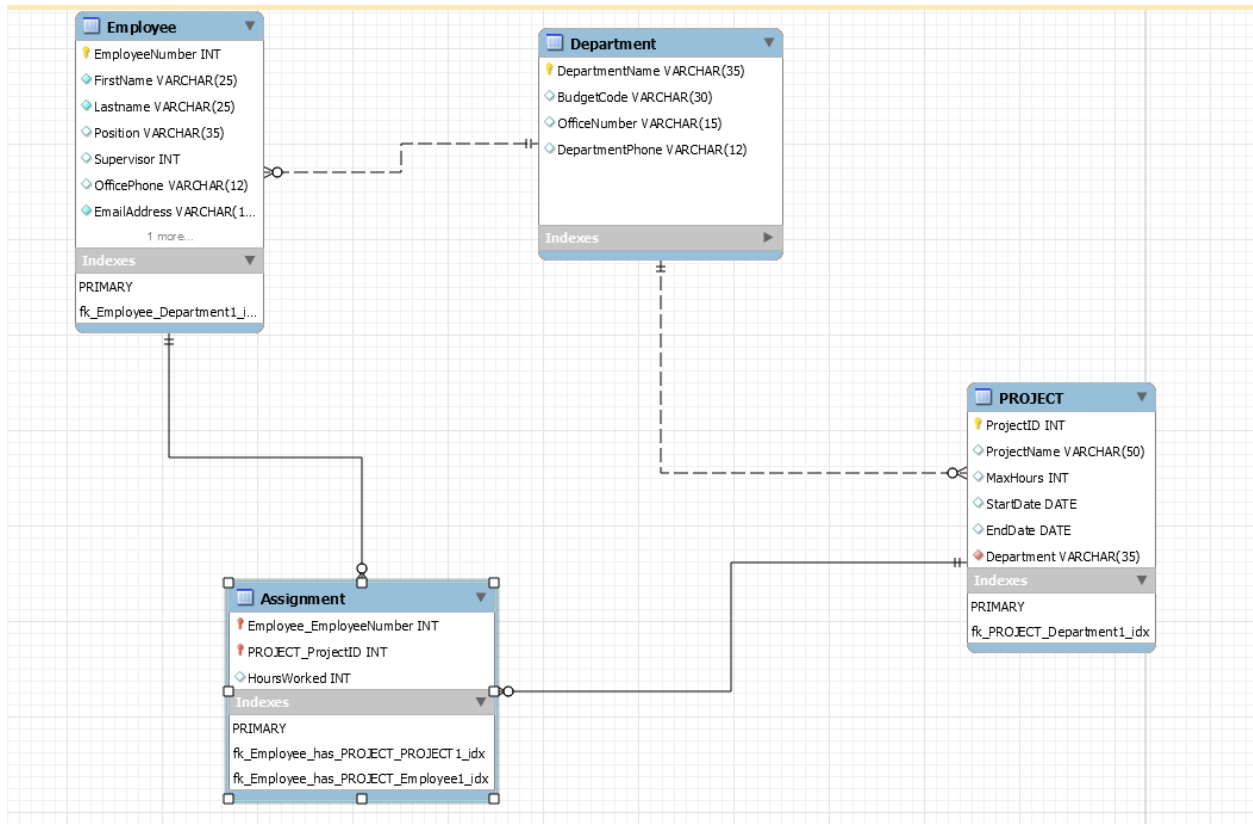 Employee
EmployeeNumber INT
FirstName VARCHAR(25)
Lastname VARCHAR(25)
Position VARCHAR(35)
Supervisor INT
OfficePhone VARCHAR(12)
EmailAddress VARCHAR(1...
1 more...
Indexes
PRIMARY
fk_Employee_Department1_i...
Department
DepartmentName VARCHAR(35)
BudgetCode VARCHAR(30)
OfficeNumber VARCHAR(15)
DepartmentPhone VARCHAR(12)
Indexes
PROJECT
ProjectID INT
ProjectName VARCHAR(50)
MaxHours INT
StartDate DATE
EndDate DATE
Department VARCHAR(35)
Indexes
PRIMARY
fk_PROJECT_Department1_idx
Assignment
Employee_EmployeeNumber INT
PROJECT_ProjectID INT
HoursWorked INT
Indexes
PRIMARY
fk_Employee_has_PROJECT_PROJECT1_idx
fk_Employee_has_PROJECT_Employee1_idx